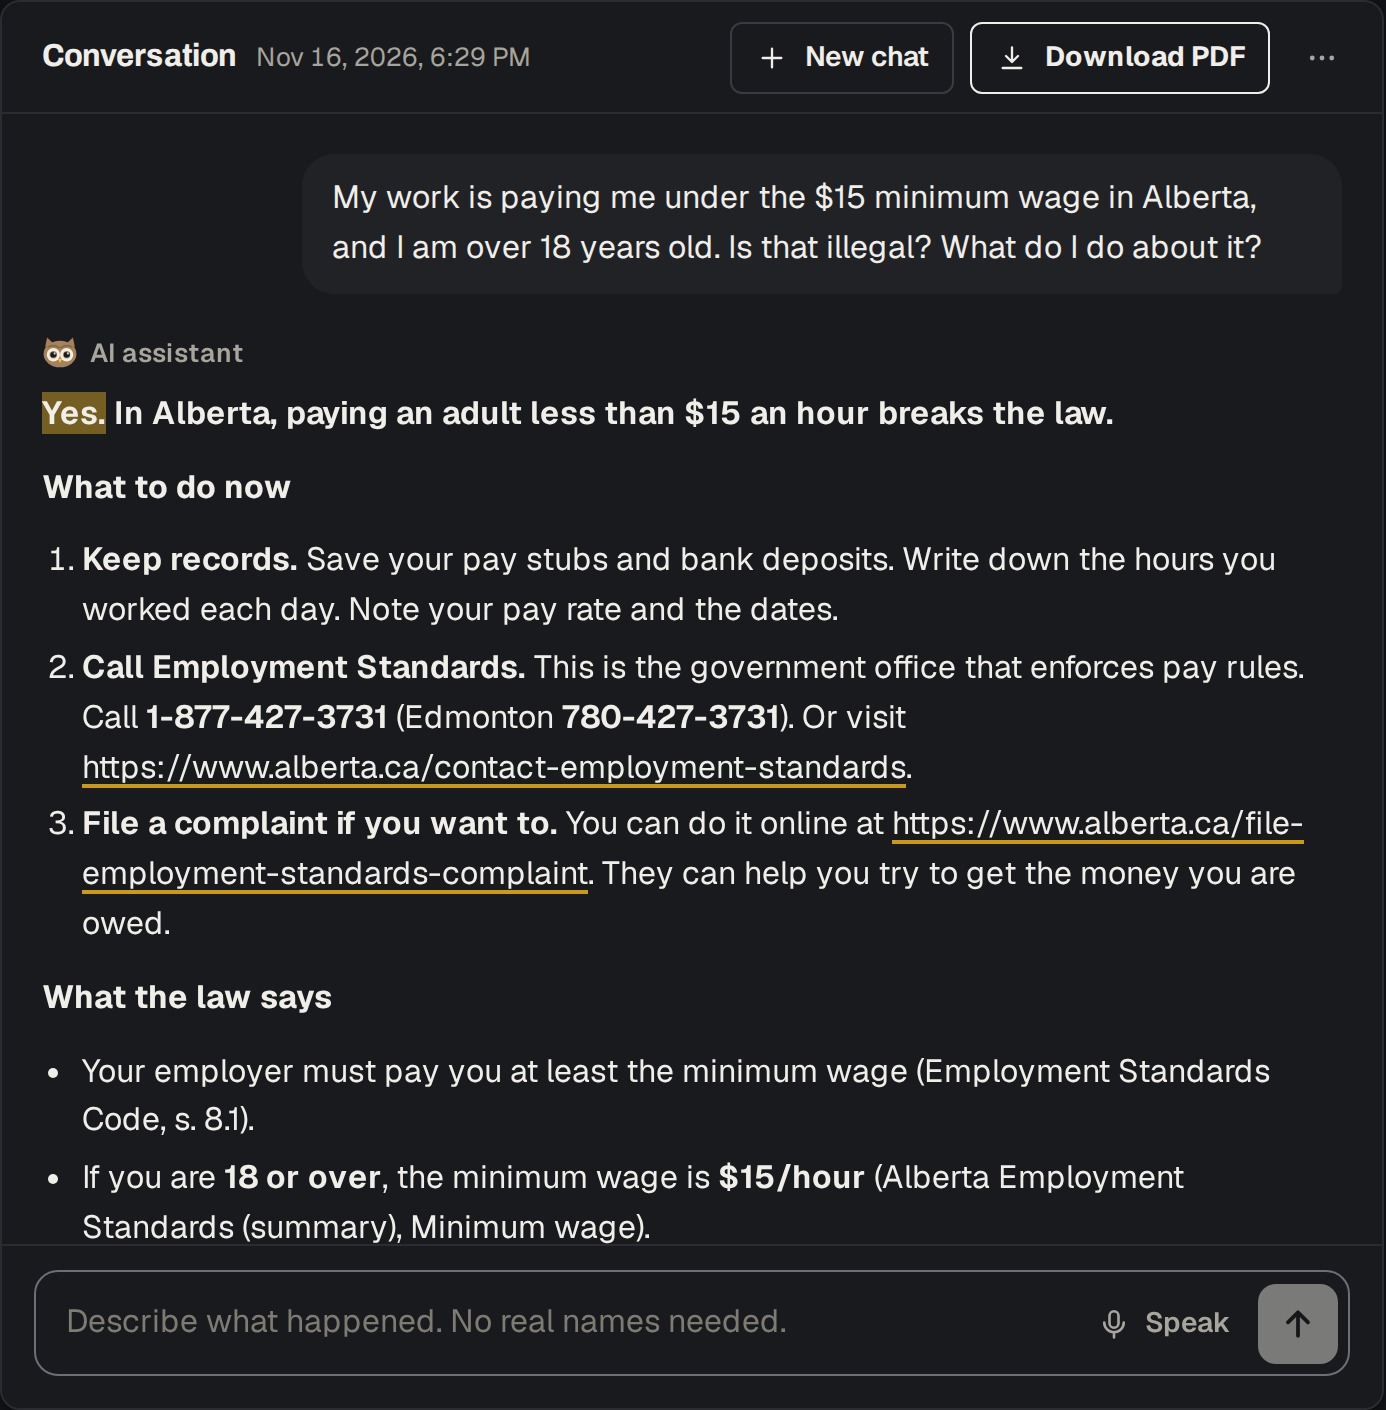 Conversation Nov 16, 2026, 6:29 PM New chat Download PDF
My work is paying me under the $15 minimum wage in Alberta,
and I am over 18 years old. Is that illegal? What do I do about it?
AI assistant
Yes. In Alberta, paying an adult less than $15 an hour breaks the law.
What to do now
1. Keep records. Save your pay stubs and bank deposits. Write down the hours you
worked each day. Note your pay rate and the dates.
2. Call Employment Standards. This is the government office that enforces pay rules.
Call 1-877-427-3731 (Edmonton 780-427-3731). Or visit
https://www.alberta.ca/contact-employment-standards.
3. File a complaint if you want to. You can do it online at https://www.alberta.ca/file-
employment-standards-complaint. They can help you try to get the money you are
owed.
What the law says
• Your employer must pay you at least the minimum wage (Employment Standards
Code, s. 8.1).
• If you are 18 or over, the minimum wage is $15/hour (Alberta Employment
Standards (summary), Minimum wage).
Describe what happened. No real names needed. Speak